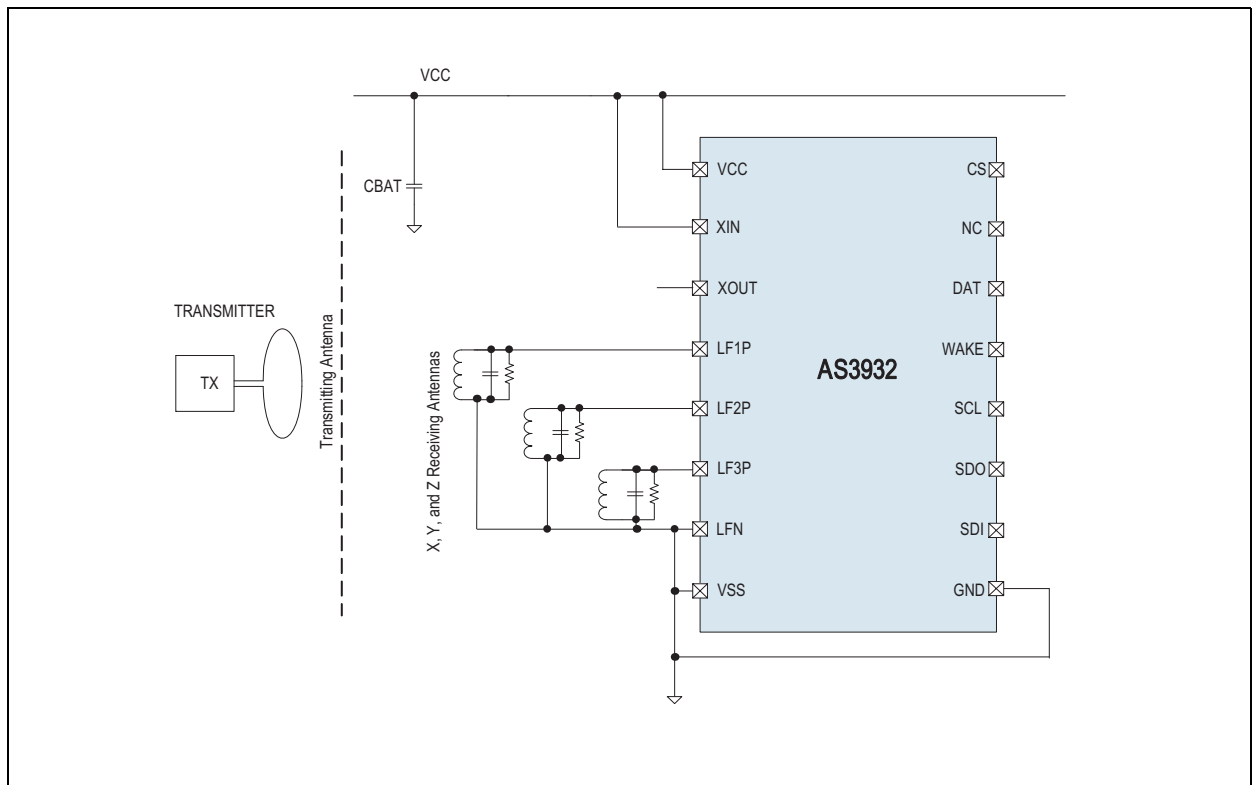 VCC
CBAT
TRANSMITTER
TX
Transmitting Antenna
X, Y, and Z Receiving Antennas
VCC
XIN
XOUT
LF1P
LF2P
LF3P
LFN
VSS
AS3932
CS
NC
DAT
WAKE
SCL
SDO
SDI
GND